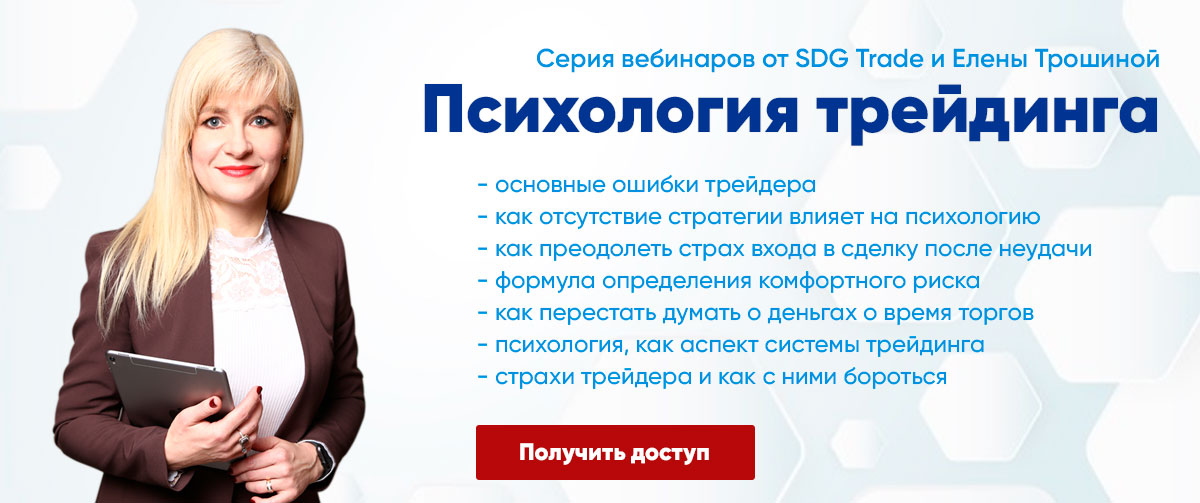 Серия вебинаров от SDG Trade и Елены Трошиной
Психология трейдинга
- основные ошибки трейдера
- как отсутствие стратегии влияет на психологию
- как преодолеть страх входа в сделку после неудачи
- формула определения комфортного риска
- как перестать думать о деньгах о время торгов
- психология, как аспект системы трейдинга
- страхи трейдера и как с ними бороться
Получить доступ